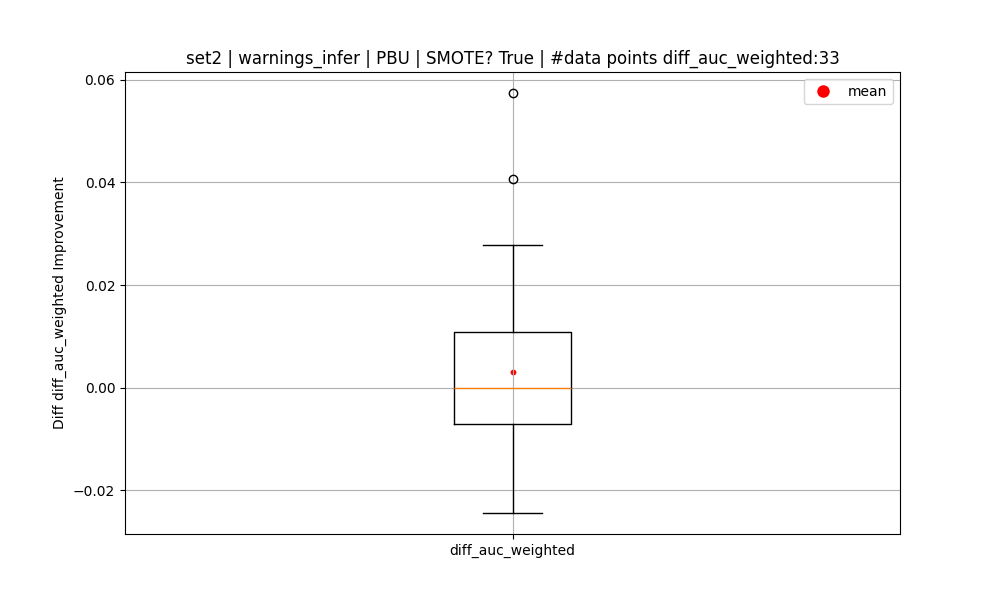 set2 | warnings_infer | PBU | SMOTE? True | #data points diff_auc_weighted:33
mean
0.06
0.04
0.02
0.00
−0.02
Diff diff_auc_weighted Improvement
diff_auc_weighted